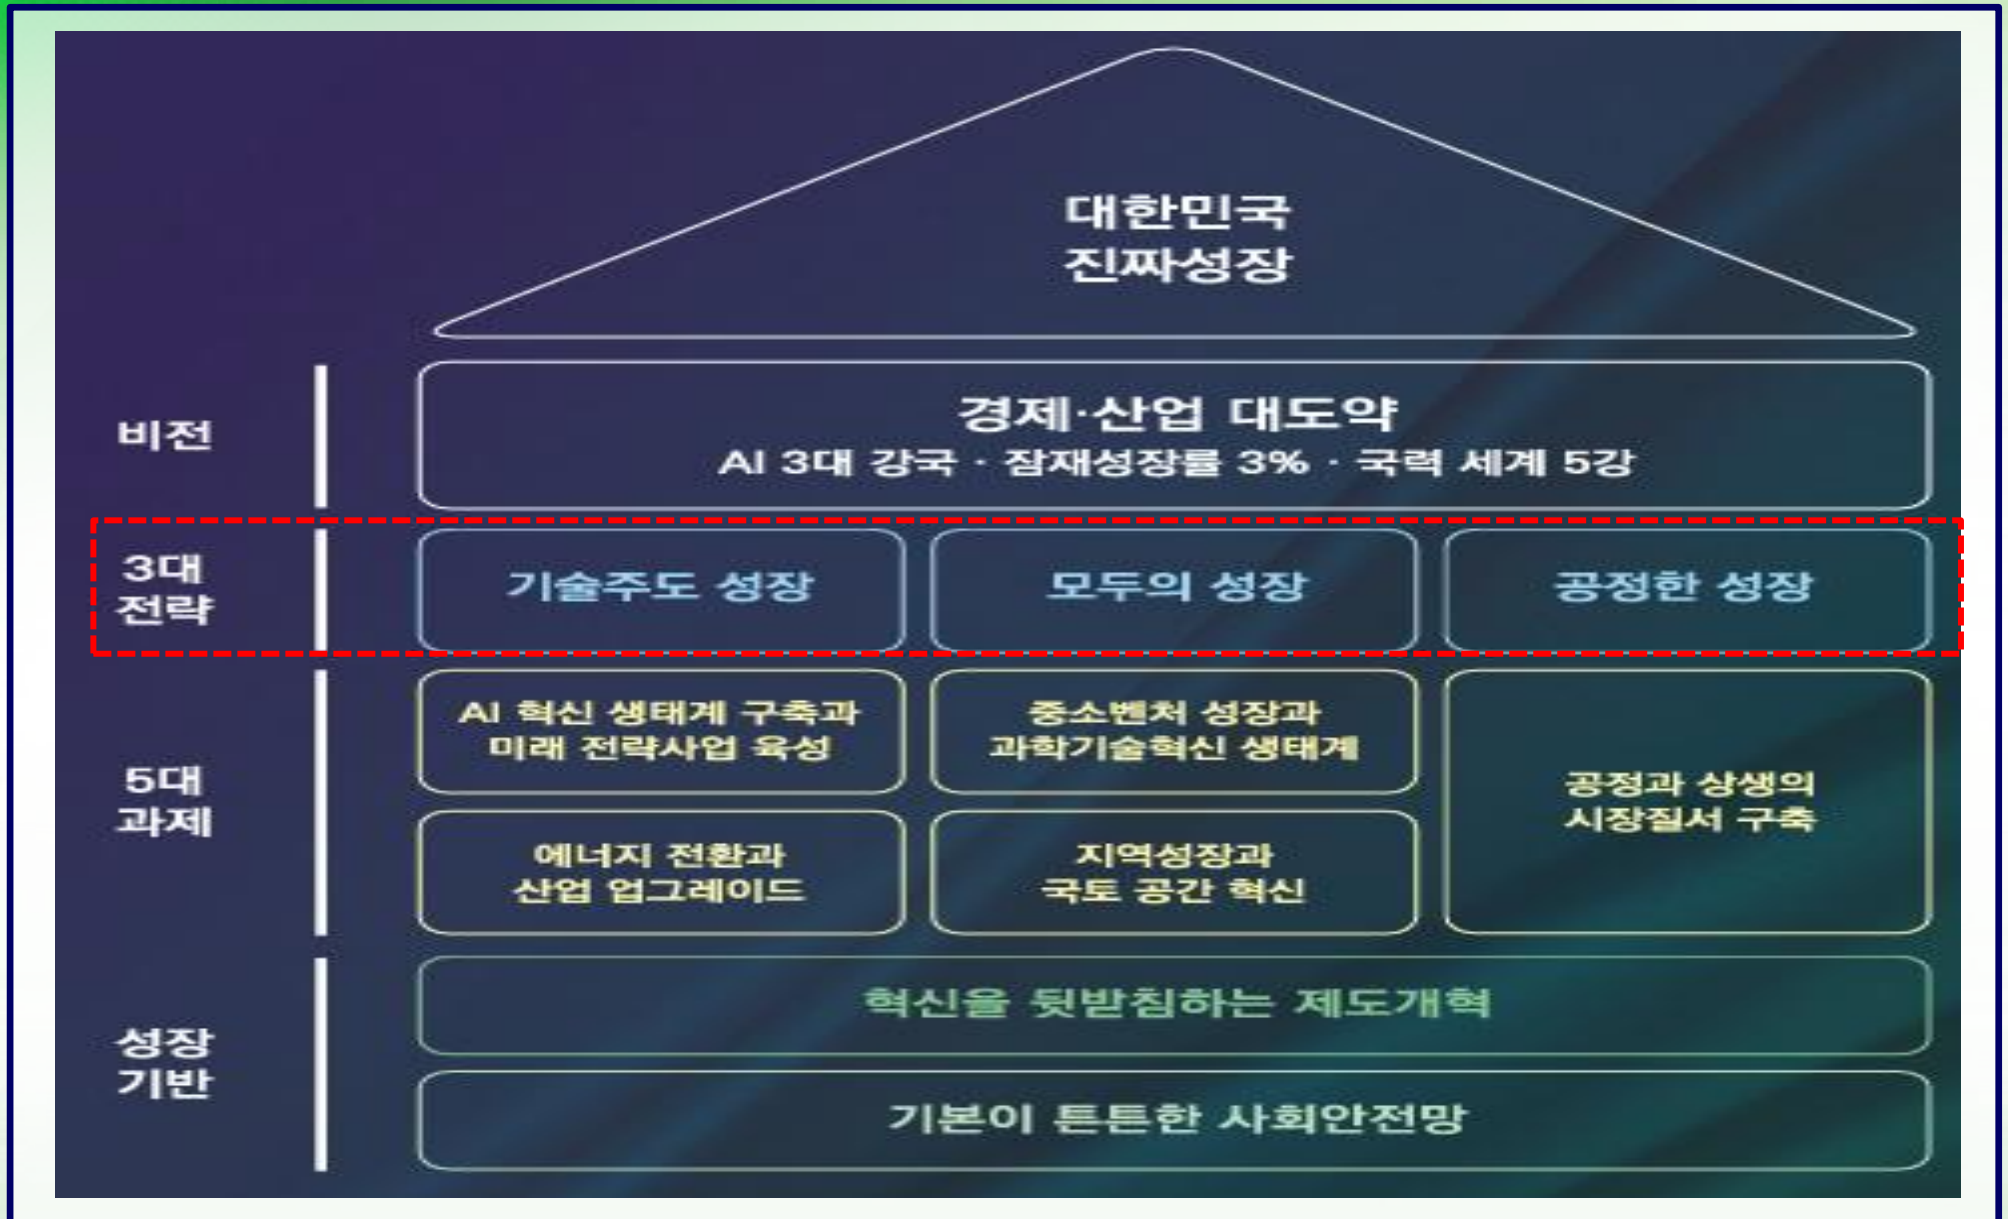 대한민국
진짜성장
비전
경제·산업 대도약
AI 3대 강국 · 잠재성장률 3% · 국력 세계 5강
3대
전략
기술주도 성장
모두의 성장
공정한 성장
5대
과제
AI 혁신 생태계 구축과
미래 전략사업 육성
중소벤처 성장과
과학기술혁신 생태계
공정과 상생의
시장질서 구축
에너지 전환과
산업 업그레이드
지역성장과
국토 공간 혁신
성장
기반
혁신을 뒷받침하는 제도개혁
기본이 튼튼한 사회안전망